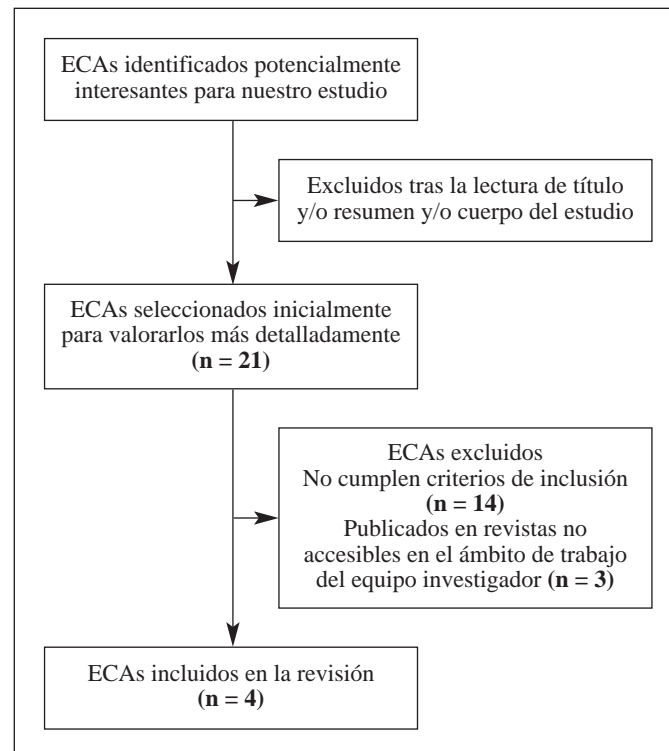 ECAs identificados potencialmente
interesantes para nuestro estudio
Excluidos tras la lectura de título
y/o resumen y/o cuerpo del estudio
ECAs seleccionados inicialmente
para valorarlos más detalladamente
(n = 21)
ECAs excluidos
No cumplen criterios de inclusión
(n = 14)
Publicados en revistas no
accesibles en el ámbito de trabajo
del equipo investigador (n = 3)
ECAs incluidos en la revisión
(n = 4)